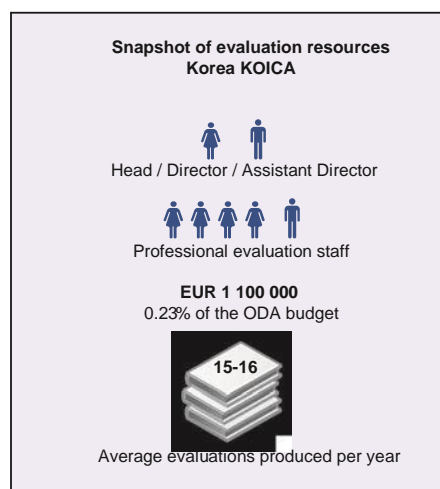 Snapshot of evaluation resources
Korea KOICA
Head / Director / Assistant Director
Professional evaluation staff
EUR 1 100 000
0.23% of the ODA budget
15-16
Average evaluations produced per year